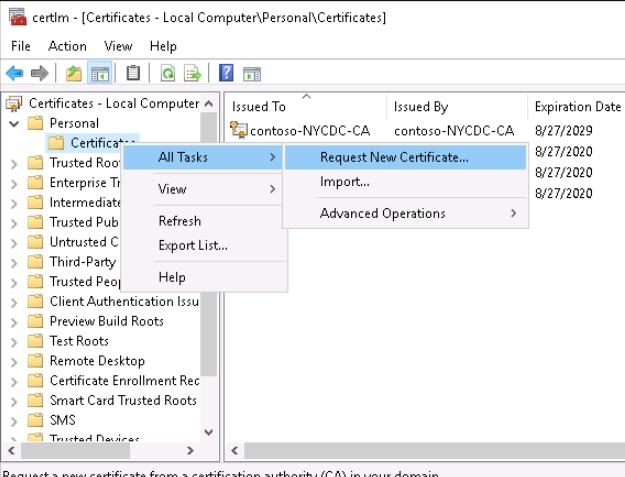 certlm - [Certificates - Local Computer\Personal\Certificates]
File Action View Help
Certificates - Local Computer
Personal
Certificates
Trusted Roo
Enterprise Tr
Intermediate
Trusted Pub
Untrusted C
Third-Party
Trusted Peop
Client Authentication Issu
Preview Build Roots
Test Roots
Remote Desktop
Certificate Enrollment Rec
Smart Card Trusted Roots
SMS
Trusted Devices
All Tasks
View
Refresh
Export List...
Help
Request New Certificate...
Import...
Advanced Operations
Issued To Issued By Expiration Date
contoso-NYCDC-CA contoso-NYCDC-CA 8/27/2029
8/27/2020
8/27/2020
8/27/2020
Request a new certificate from a certification authority (CA) in your domain